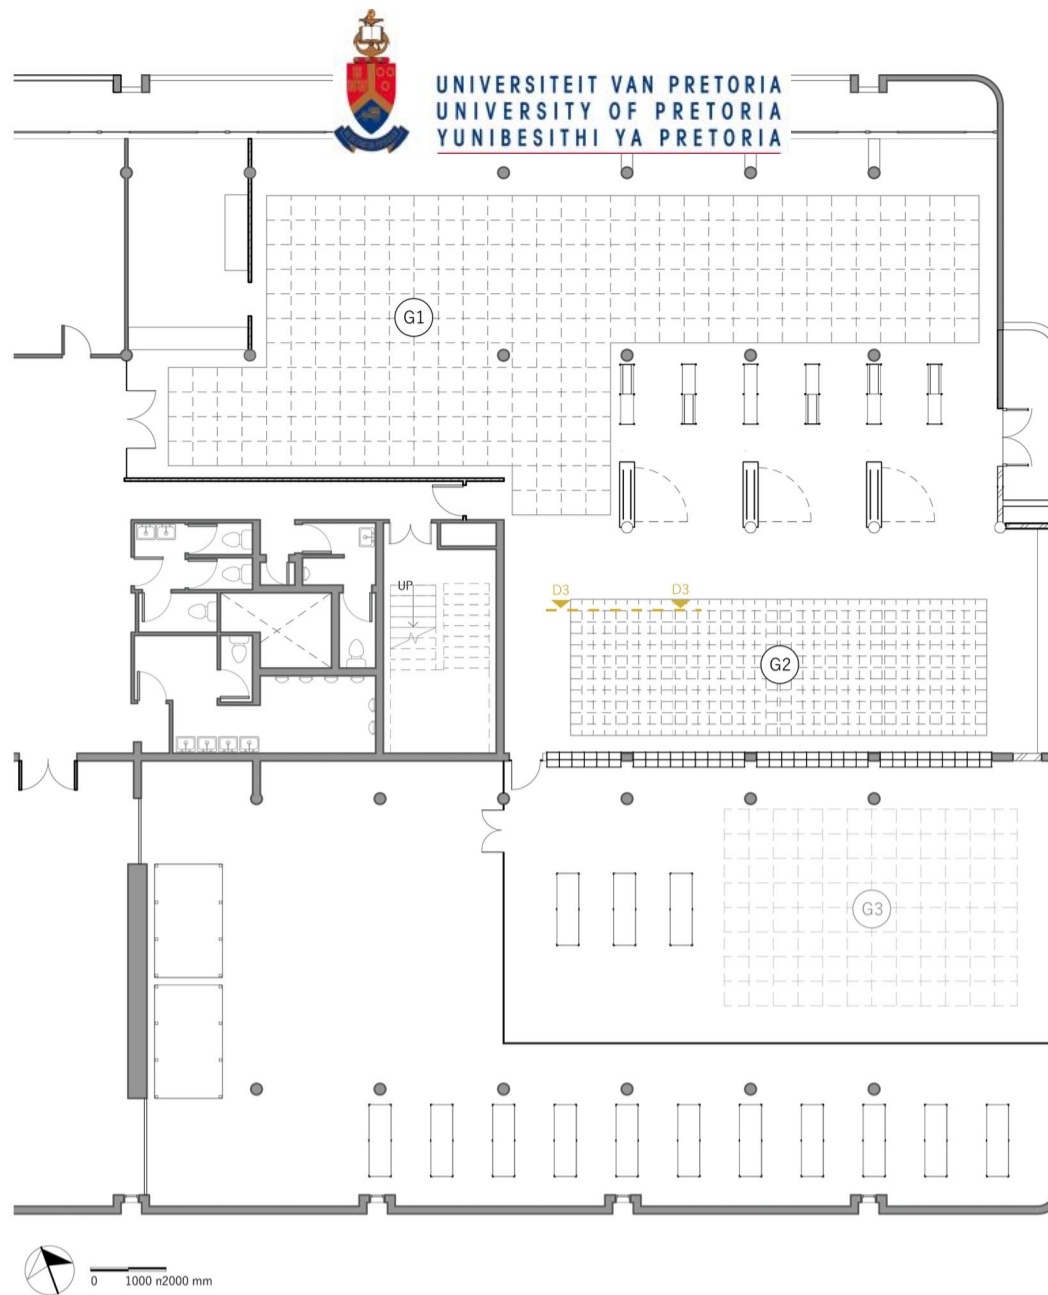 UNIVERSITEIT VAN PRETORIA
UNIVERSITY OF PRETORIA
YUNIBESITHI YA PRETORIA
G1
UP
D3 D3
G2
G3
0 1000 n2000 mm